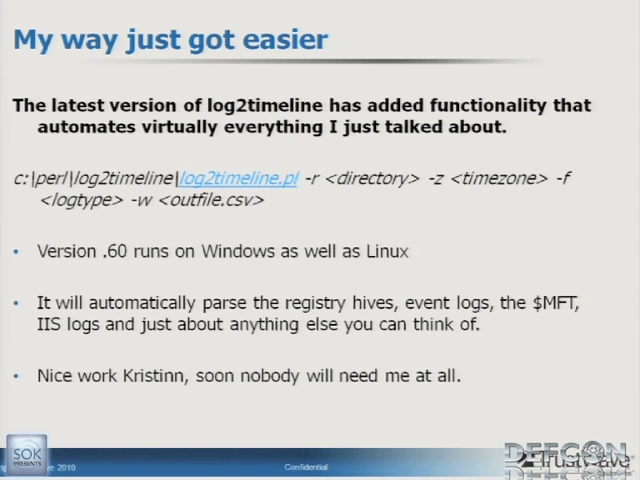 My way just got easier
The latest version of log2timeline has added functionality that
automates virtually everything I just talked about.
c:\perl\log2timeline\log2timeline.pl -r <directory> -z <timezone> -f
<logtype> -w <outfile.csv>
• Version .60 runs on Windows as well as Linux
• It will automatically parse the registry hives, event logs, the $MFT,
IIS logs and just about anything else you can think of.
• Nice work Kristinn, soon nobody will need me at all.
SOK
PRESENTS
2010
Confidential
DEFCON
Trustwave